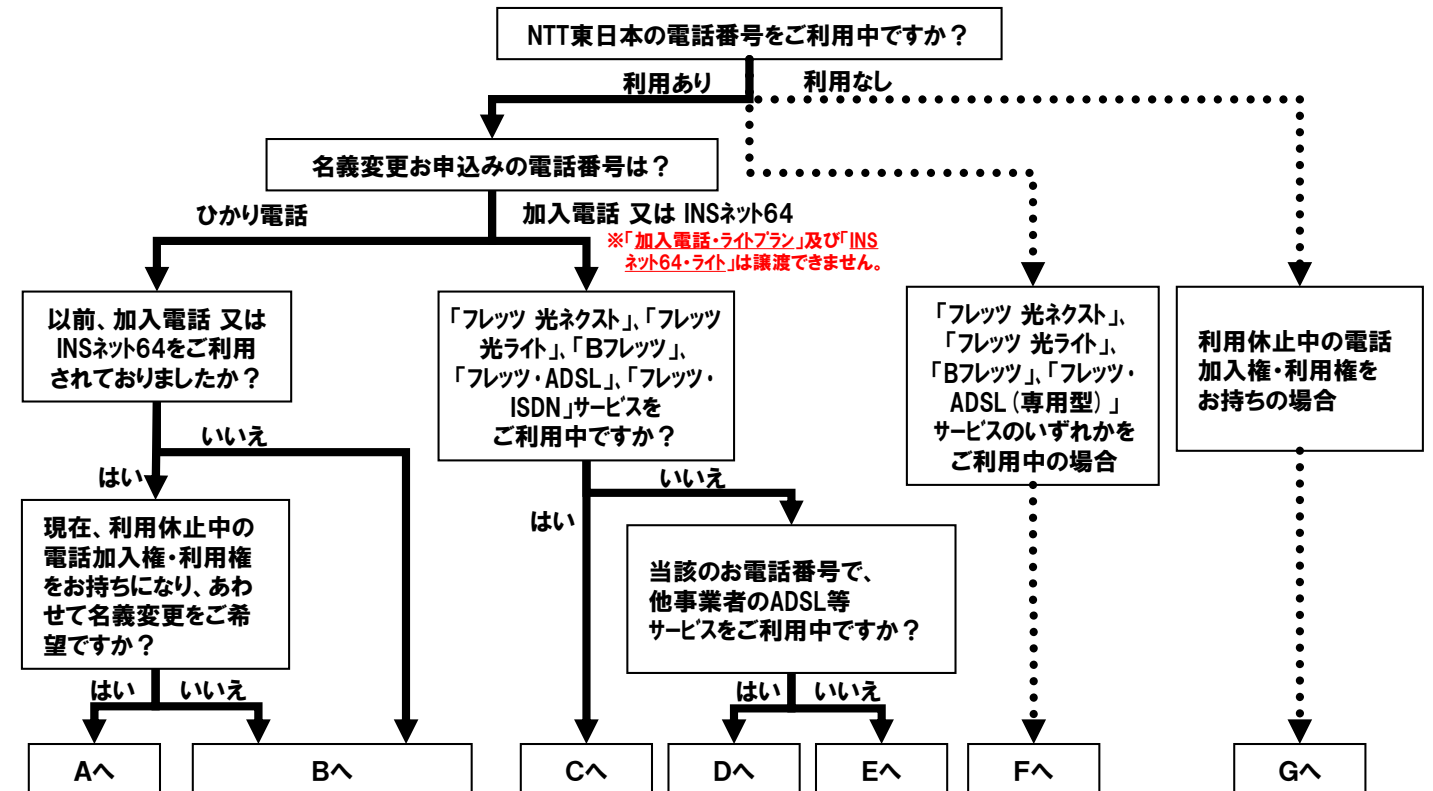 NTT東日本の電話番号をご利用中ですか？
利用あり
利用なし
名義変更お申込みの電話番号は？
ひかり電話
加入電話 又は INSネット64
※「加入電話・ライトプラン」及び「INS
ネット64・ライト」は譲渡できません。
以前、加入電話 又は
INSネット64をご利用
されておりましたか？
「フレッツ 光ネクスト」、「フレッツ
光ライト」、「Bフレッツ」、
「フレッツ・ADSL」、「フレッツ・
ISDN」サービスを
ご利用中ですか？
「フレッツ 光ネクスト」、
「フレッツ 光ライト」、
「Bフレッツ」、「フレッツ・
ADSL（専用型）」
サービスのいずれかを
ご利用中の場合
利用休止中の電話
加入権・利用権を
お持ちの場合
いいえ
はい
いいえ
はい
現在、利用休止中の
電話加入権・利用権
をお持ちになり、あわ
せて名義変更をご希
望ですか？
当該のお電話番号で、
他事業者のADSL等
サービスをご利用中ですか？
はい
いいえ
はい
いいえ
Aへ
Bへ
Cへ
Dへ
Eへ
Fへ
Gへ